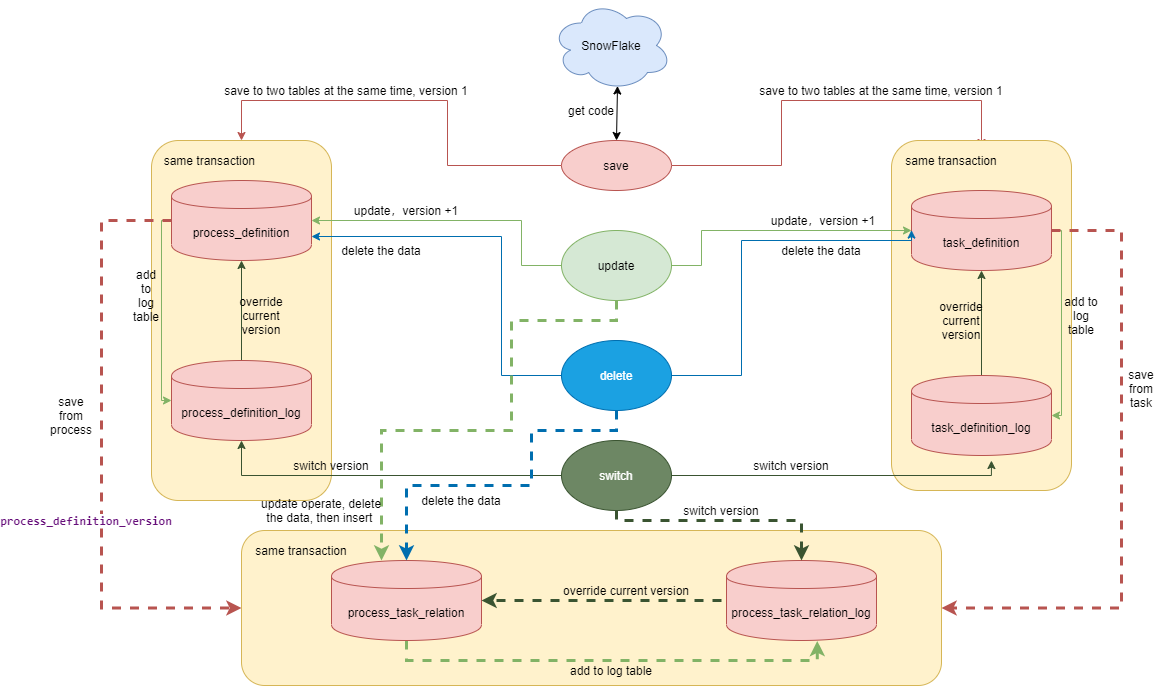 SnowFlake
save to two tables at the same time, version 1
save to two tables at the same time, version 1
get code
same transaction
save
same transaction
update，version +1
update，version +1
process_definition
task_definition
delete the data
delete the data
update
add
to
log
table
override
current
version
override
current
version
add to
log
table
delete
save
from
process
save
from
task
process_definition_log
task_definition_log
switch version
switch
switch version
update operate, delete
the data, then insert
delete the data
switch version
process_definition_version
same transaction
override current version
process_task_relation
process_task_relation_log
add to log table